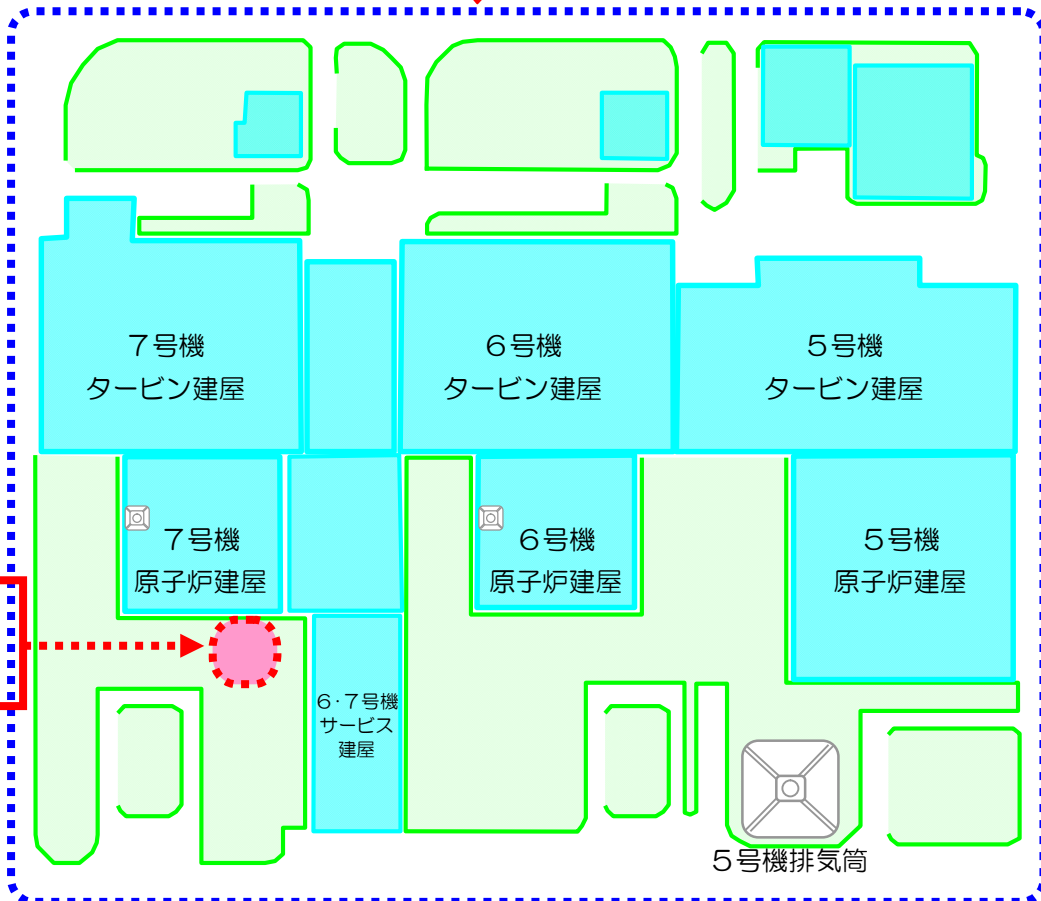 ７号機
タービン建屋
６号機
タービン建屋
５号機
タービン建屋
７号機
原子炉建屋
６号機
原子炉建屋
５号機
原子炉建屋
６･７号機
サービス
建屋
５号機排気筒